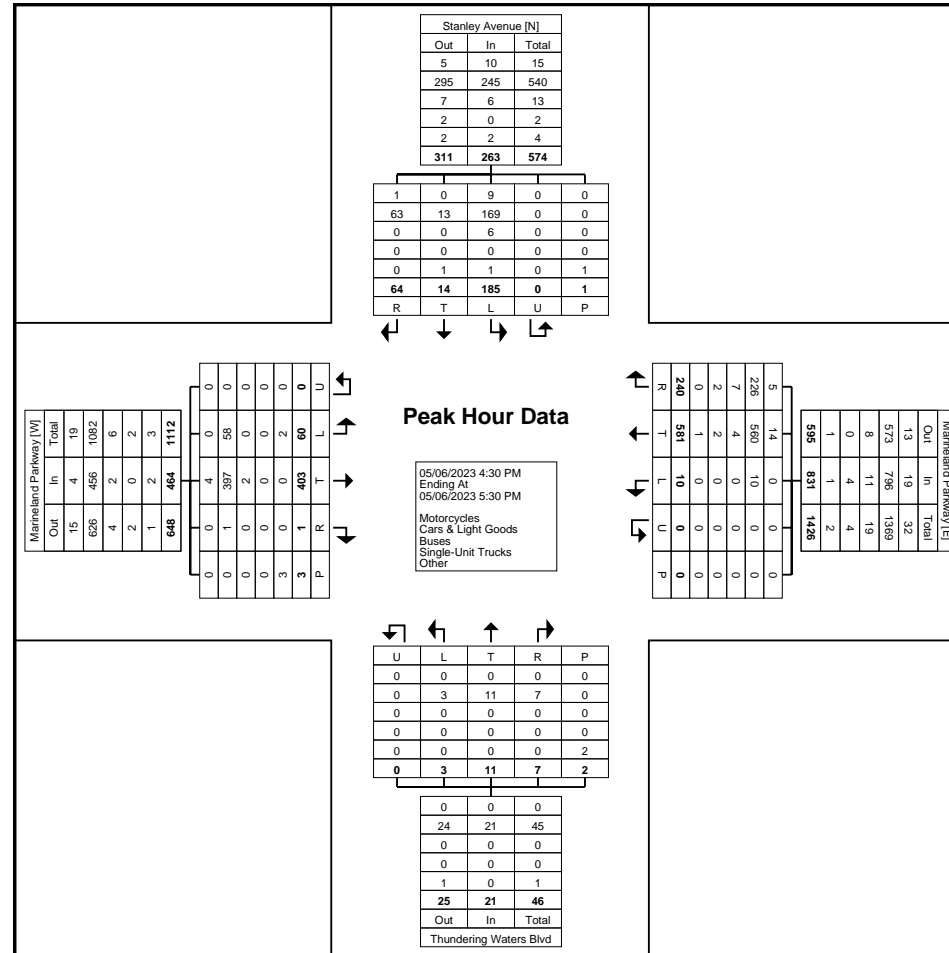 Stanley Avenue [N]
Out In Total
5 10 15
295 245 540
7 6 13
2 0 2
2 2 4
311 263 574
1 0 9 0 0
63 13 169 0 0
0 0 6 0 0
0 0 0 0 0
0 1 1 0 1
64 14 185 0 1
R T L U P
U L T R P
0 60 403 1 3
0 2 0 0 3
0 0 0 0 0
0 0 2 0 0
0 58 397 1 0
0 0 4 0 0
1112 464 648
3 2 1
2 0 2
6 2 4
1082 456 626
19 4 15
Total In Out
Marineland Parkway [W]
Peak Hour Data
05/06/2023 4:30 PM
Ending At
05/06/2023 5:30 PM
Motorcycles
Cars & Light Goods
Buses
Single-Unit Trucks
Other
Marineland Parkway [E]
Out In Total
13 19 32
573 796 1369
8 11 19
0 4 4
1 1 2
595 831 1426
5 14 0 0 0
226 560 10 0 0
7 4 0 0 0
2 2 0 0 0
0 1 0 0 0
240 581 10 0 0
R T L U P
U L T R P
0 0 0 0 0
0 3 11 7 0
0 0 0 0 0
0 0 0 0 0
0 0 0 0 2
0 3 11 7 2
0 0 0
24 21 45
0 0 0
0 0 0
1 0 1
25 21 46
Out In Total
Thundering Waters Blvd